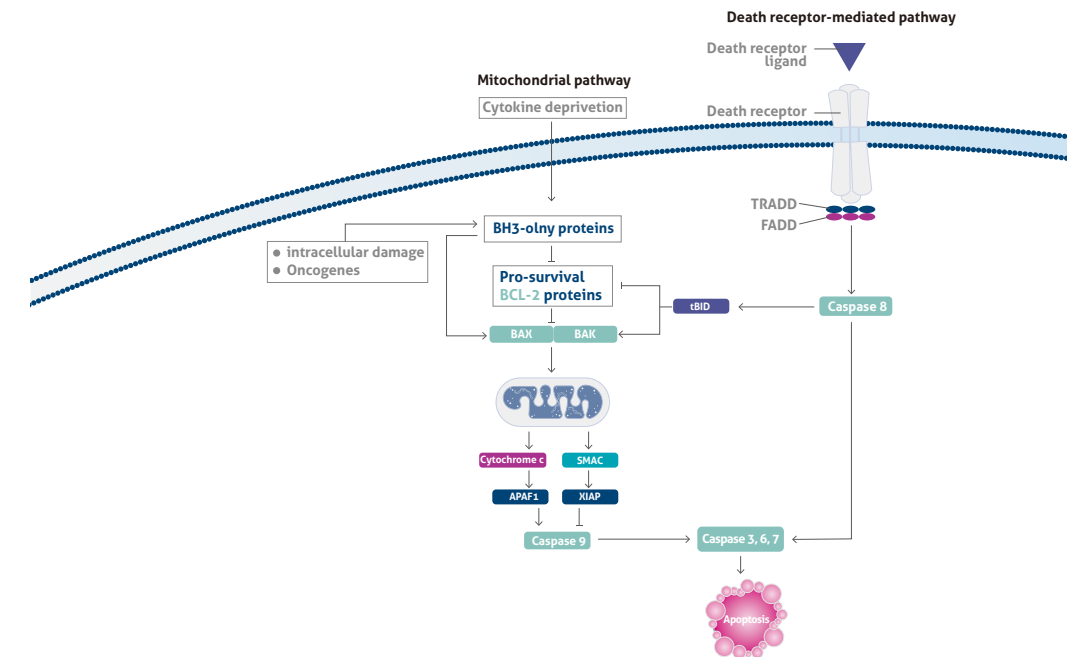 Death receptor-mediated pathway
Death receptor
ligand
Mitochondrial pathway
Cytokine deprivetion
Death receptor
TRADD
FADD
BH3-olny proteins
● intracellular damage
● Oncogenes
Pro-survival
BCL-2 proteins
tBID
Caspase 8
BAX
BAK
Cytochrome c
SMAC
APAF1
XIAP
Caspase 9
Caspase 3, 6, 7
Apoptosis